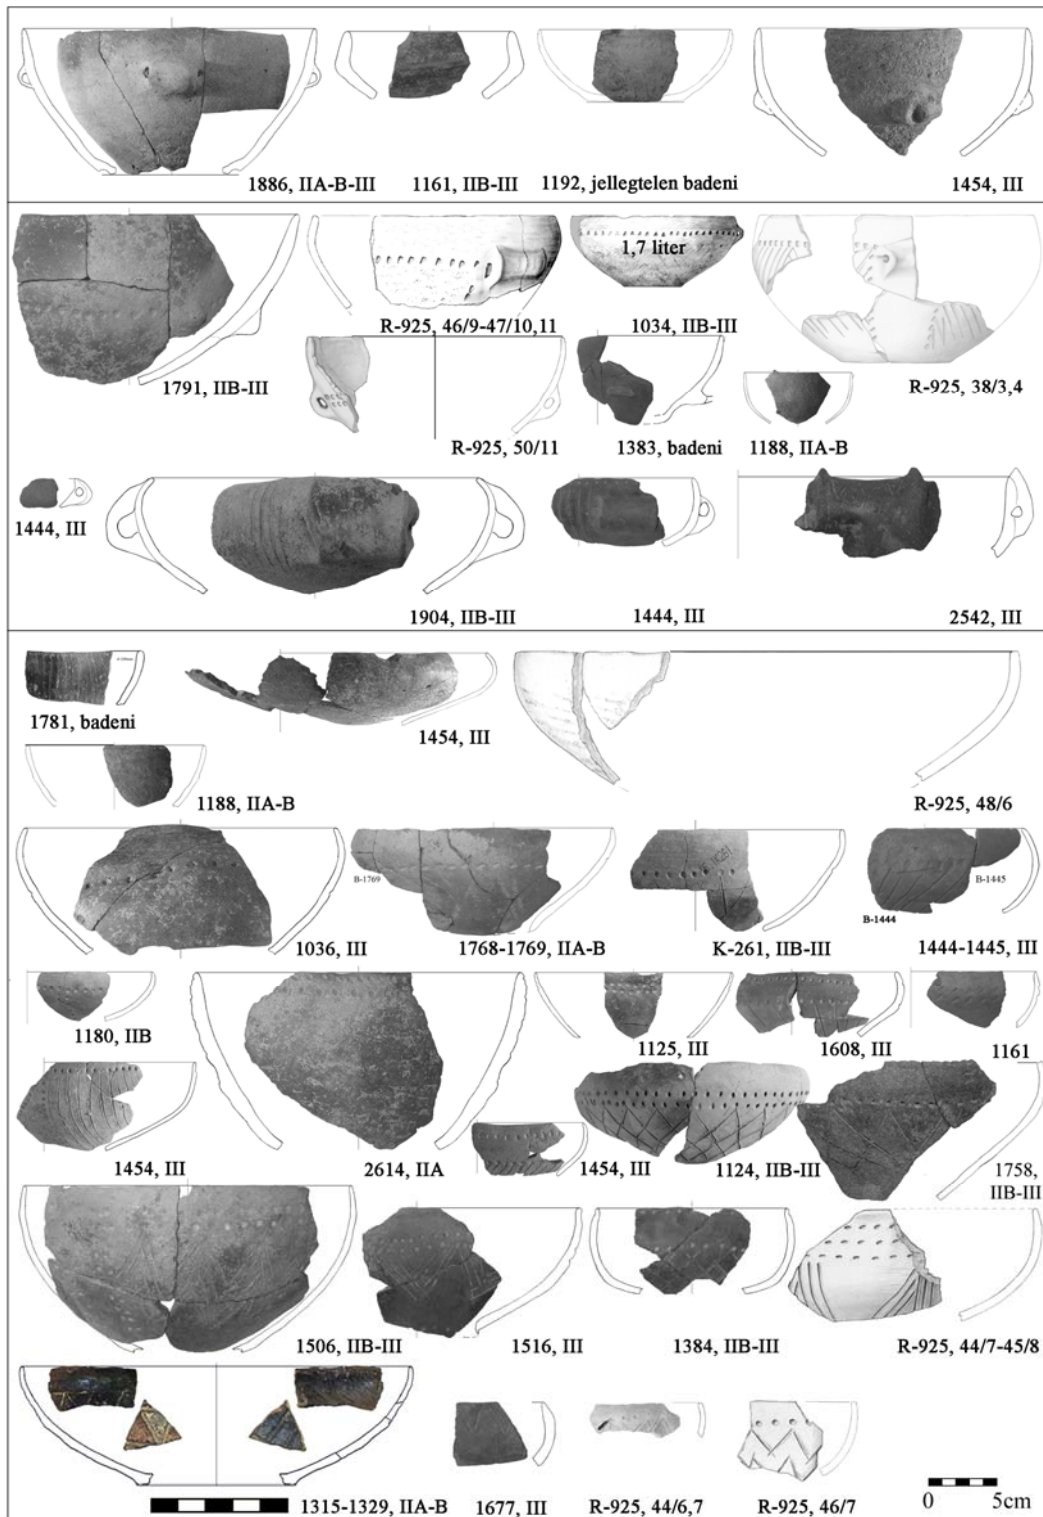 1886, IIA-B-III
1161, IIB-III
1192, jellegtelen badeni
1454, III
1791, IIB-III
R-925, 46/9-47/10,11
1,7 liter
1034, IIB-III
R-925, 38/3,4
R-925, 50/11
1383, badeni
1188, IIA-B
1444, III
1904, IIB-III
1444, III
2542, III
1781, badeni
1454, III
R-925, 48/6
1188, IIA-B
1036, III
B-1769
1768-1769, IIA-B
K-261, IIB-III
B-1445
B-1444
1444-1445, III
1180, IIB
1125, III
1608, III
1161
1454, III
2614, IIA
1454, III
1124, IIB-III
1758,
IIB-III
1506, IIB-III
1516, III
1384, IIB-III
R-925, 44/7-45/8
1315-1329, IIA-B
1677, III
R-925, 44/6,7
R-925, 46/7
0 5cm